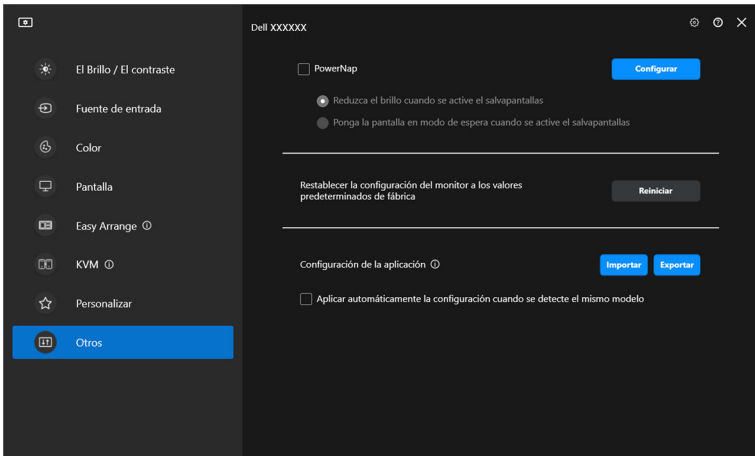 Dell XXXXXX
El Brillo / El contraste
Fuente de entrada
Color
Pantalla
Easy Arrange
KVM
Personalizar
Otros
PowerNap
Configurar
Reduzca el brillo cuando se active el salvapantallas
Ponga la pantalla en modo de espera cuando se active el salvapantallas
Restablecer la configuración del monitor a los valores
predeterminados de fábrica
Reiniciar
Configuración de la aplicación
Importar
Exportar
Aplicar automáticamente la configuración cuando se detecte el mismo modelo